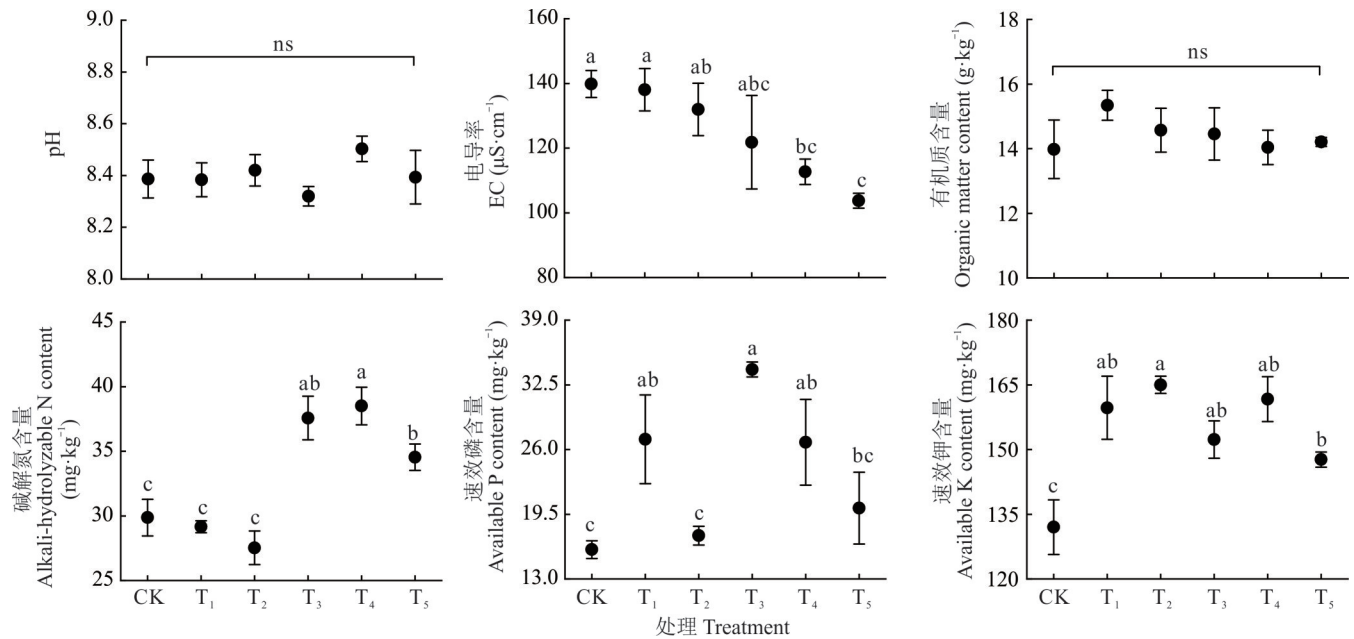 pH
9.0
8.8
8.6
8.4
8.2
8.0
ns
电导率
EC (μS·cm⁻¹)
160
140
120
100
80
a
a
ab
abc
bc
c
有机质含量
Organic matter content (g·kg⁻¹)
18
16
14
12
10
ns
碱解氮含量
Alkali-hydrolyzable N content
(mg·kg⁻¹)
45
40
35
30
25
c
c
c
ab
a
b
CK T₁ T₂ T₃ T₄ T₅
速效磷含量
Available P content (mg·kg⁻¹)
39.0
32.5
26.0
19.5
13.0
c
ab
c
a
ab
bc
CK T₁ T₂ T₃ T₄ T₅
速效钾含量
Available K content (mg·kg⁻¹)
180
165
150
135
120
c
ab
a
ab
ab
b
CK T₁ T₂ T₃ T₄ T₅
处理 Treatment